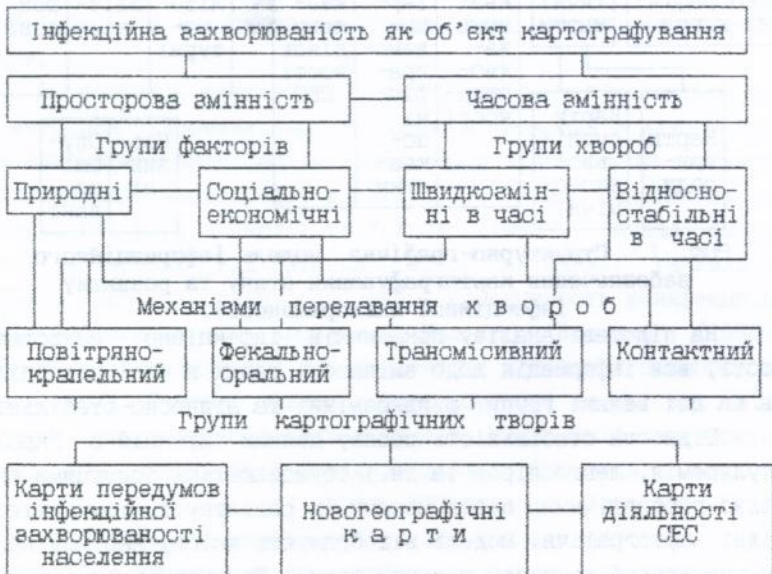 Інфекційна захворюваність як об'єкт картографування
Просторова змінність
Часова змінність
Групи факторів
Групи хвороб
Природні
Соціально-
економічні
Швидкозмін-
ні в часі
Відносно-
стабільні
в часі
Механізми передавання хвороб
Повітряно-
крапельний
Фекально-
оральний
Трансмісивний
Контактний
Групи картографічних творів
Карти передумов
інфекційної
захворюваності
населення
Нозогеографічні
карти
Карти
діяльності
СЕС